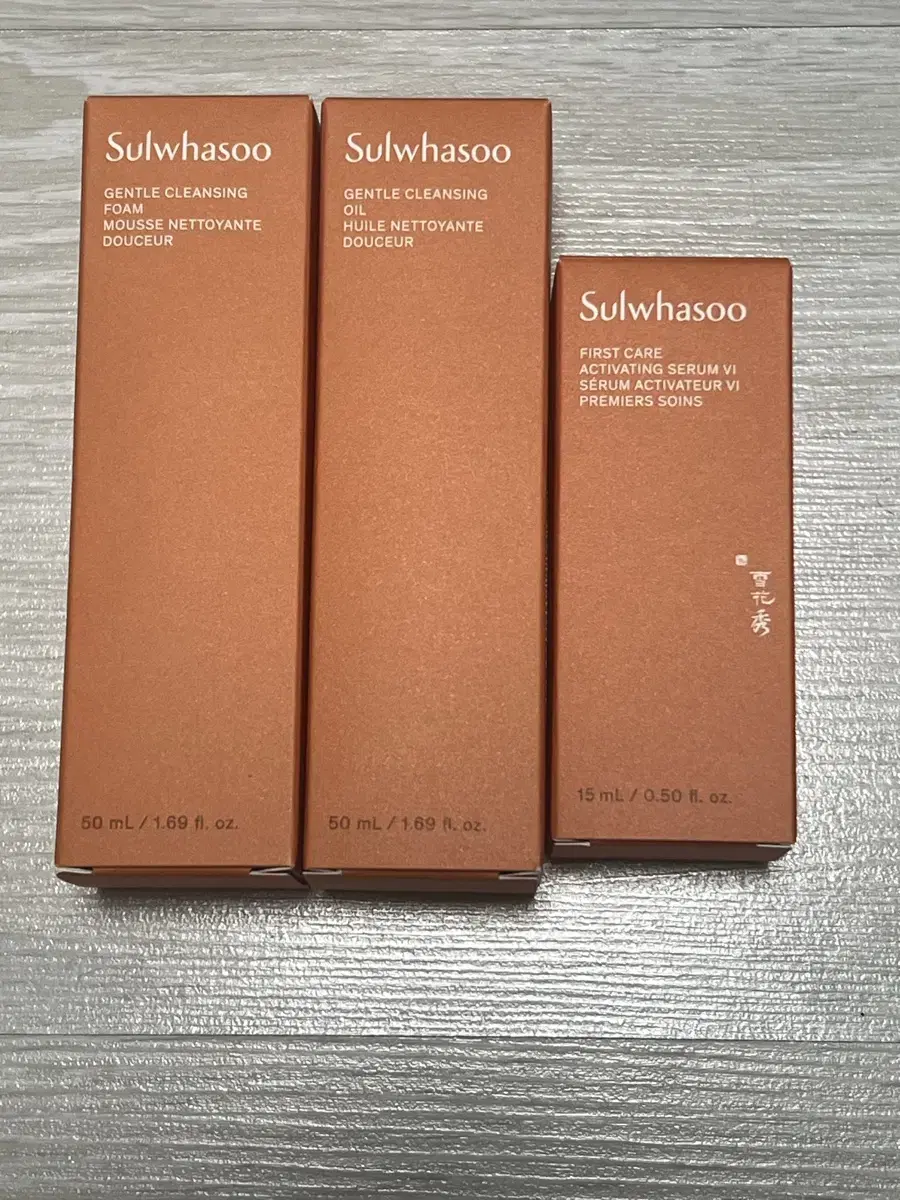 Sulwhasoo
GENTLE CLEANSING
FOAM
MOUSSE NETTOYANTE
DOUCEUR
50 mL / 1.69 fl. oz.
Sulwhasoo
GENTLE CLEANSING
OIL
HUILE NETTOYANTE
DOUCEUR
50 mL / 1.69 fl. oz.
Sulwhasoo
FIRST CARE
ACTIVATING SERUM VI
SÉRUM ACTIVATEUR VI
PREMIERS SOINS
雪花秀
15 mL / 0.50 fl. oz.